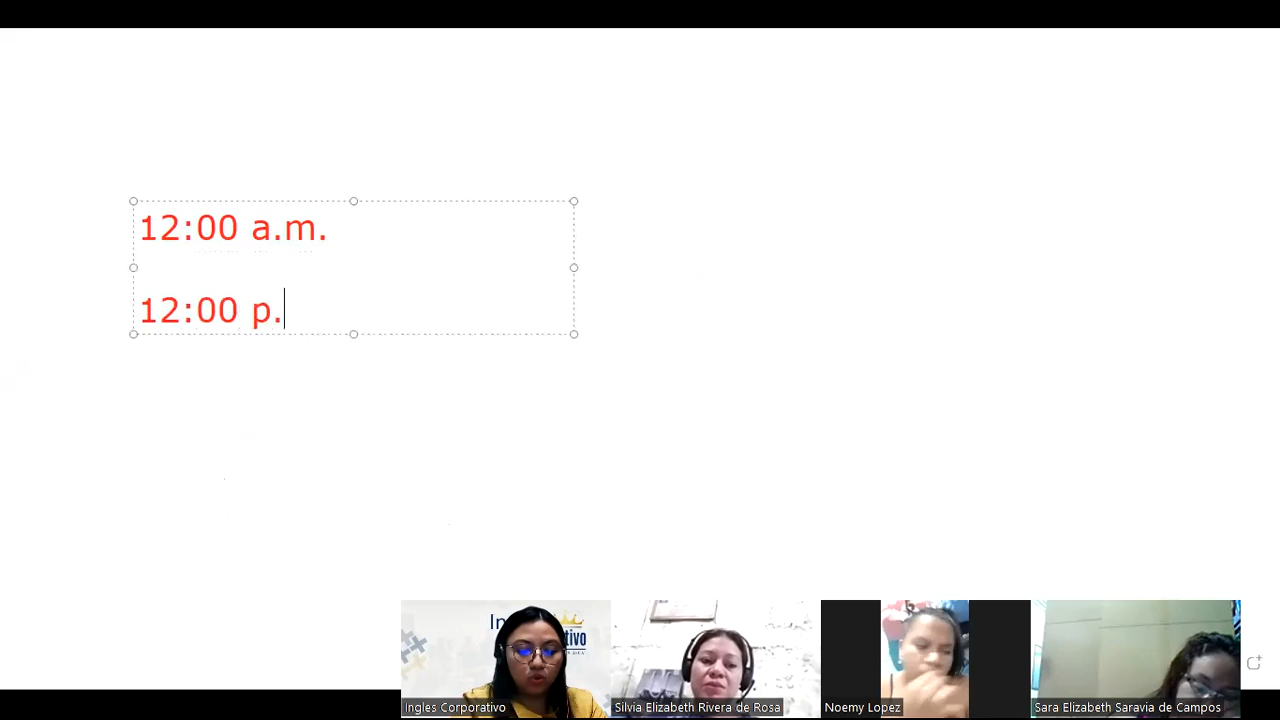 12:00 a.m.
12:00 p.
Ingles Corporativo
Silvia Elizabeth Rivera de Rosa
Noemy Lopez
Sara Elizabeth Saravia de Campos